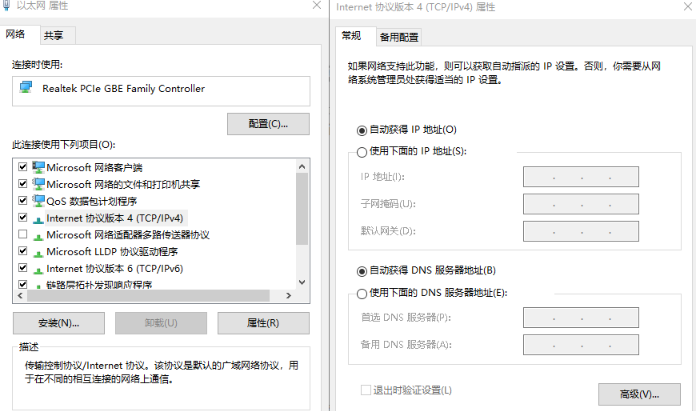 以太网 属性
网络
共享
连接时使用:
Realtek PCIe GBE Family Controller
配置(C)...
此连接使用下列项目(O):
Microsoft 网络客户端
Microsoft 网络的文件和打印机共享
QoS 数据包计划程序
Internet 协议版本 4 (TCP/IPv4)
Microsoft 网络适配器多路传送器协议
Microsoft LLDP 协议驱动程序
Internet 协议版本 6 (TCP/IPv6)
链路层拓扑发现响应程序
安装(N)...
卸载(U)
属性(R)
描述
传输控制协议/Internet 协议。该协议是默认的广域网络协议，用
于在不同的相互连接的网络上通信。
Internet 协议版本 4 (TCP/IPv4) 属性
常规
备用配置
如果网络支持此功能，则可以获取自动指派的 IP 设置。否则，你需要从网
络系统管理员处获得适当的 IP 设置。
自动获得 IP 地址(O)
使用下面的 IP 地址(S):
IP 地址(I):
子网掩码(U):
默认网关(D):
自动获得 DNS 服务器地址(B)
使用下面的 DNS 服务器地址(E):
首选 DNS 服务器(P):
备用 DNS 服务器(A):
退出时验证设置(L)
高级(V)...